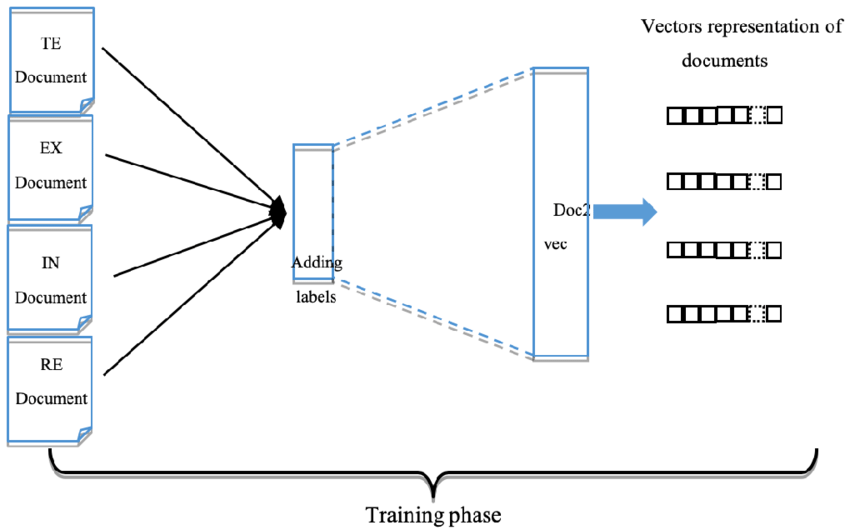 TE
Document
EX
Document
IN
Document
RE
Document
Adding
labels
Doc2
vec
Vectors representation of
documents
Training phase